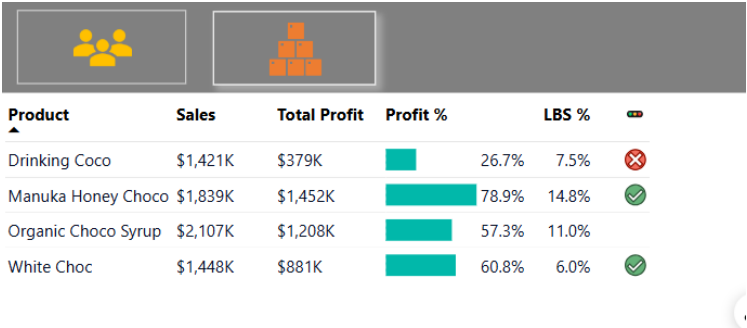 Product Sales Total Profit Profit % LBS %
Drinking Coco $1,421K $379K 26.7% 7.5%
Manuka Honey Choco $1,839K $1,452K 78.9% 14.8%
Organic Choco Syrup $2,107K $1,208K 57.3% 11.0%
White Choc $1,448K $881K 60.8% 6.0%